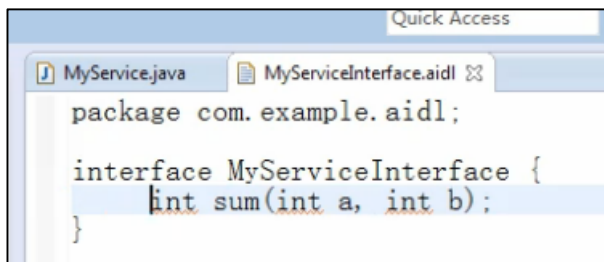 Quick Access
MyService.java MyServiceInterface.aidl
package com.example.aidl;
interface MyServiceInterface {
int sum(int a, int b);
}